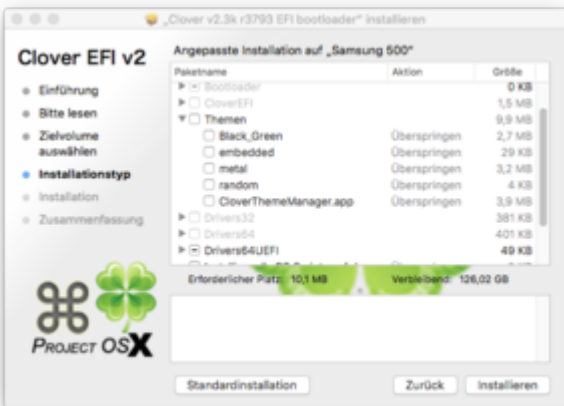 „Clover v2.3k r3793 EFI bootloader“ installieren
Clover EFI v2
Einführung
Bitte lesen
Zielvolume
auswählen
Installationstyp
Installation
Zusammenfassung
PROJECT OSX
Angepasste Installation auf „Samsung 500“
Paketname Aktion Größe
Bootloader 0 KB
CloverEFI 1,5 MB
Themen 9,9 MB
Black_Green Überspringen 2,7 MB
embedded Überspringen 29 KB
metal Überspringen 3,2 MB
random Überspringen 4 KB
CloverThemeManager.app Überspringen 3,9 MB
Drivers32 381 KB
Drivers64 401 KB
Drivers64UEFI 49 KB
Erforderlicher Platz: 10,1 MB Verbleibend: 126,02 GB
Standardinstallation Zurück Installieren